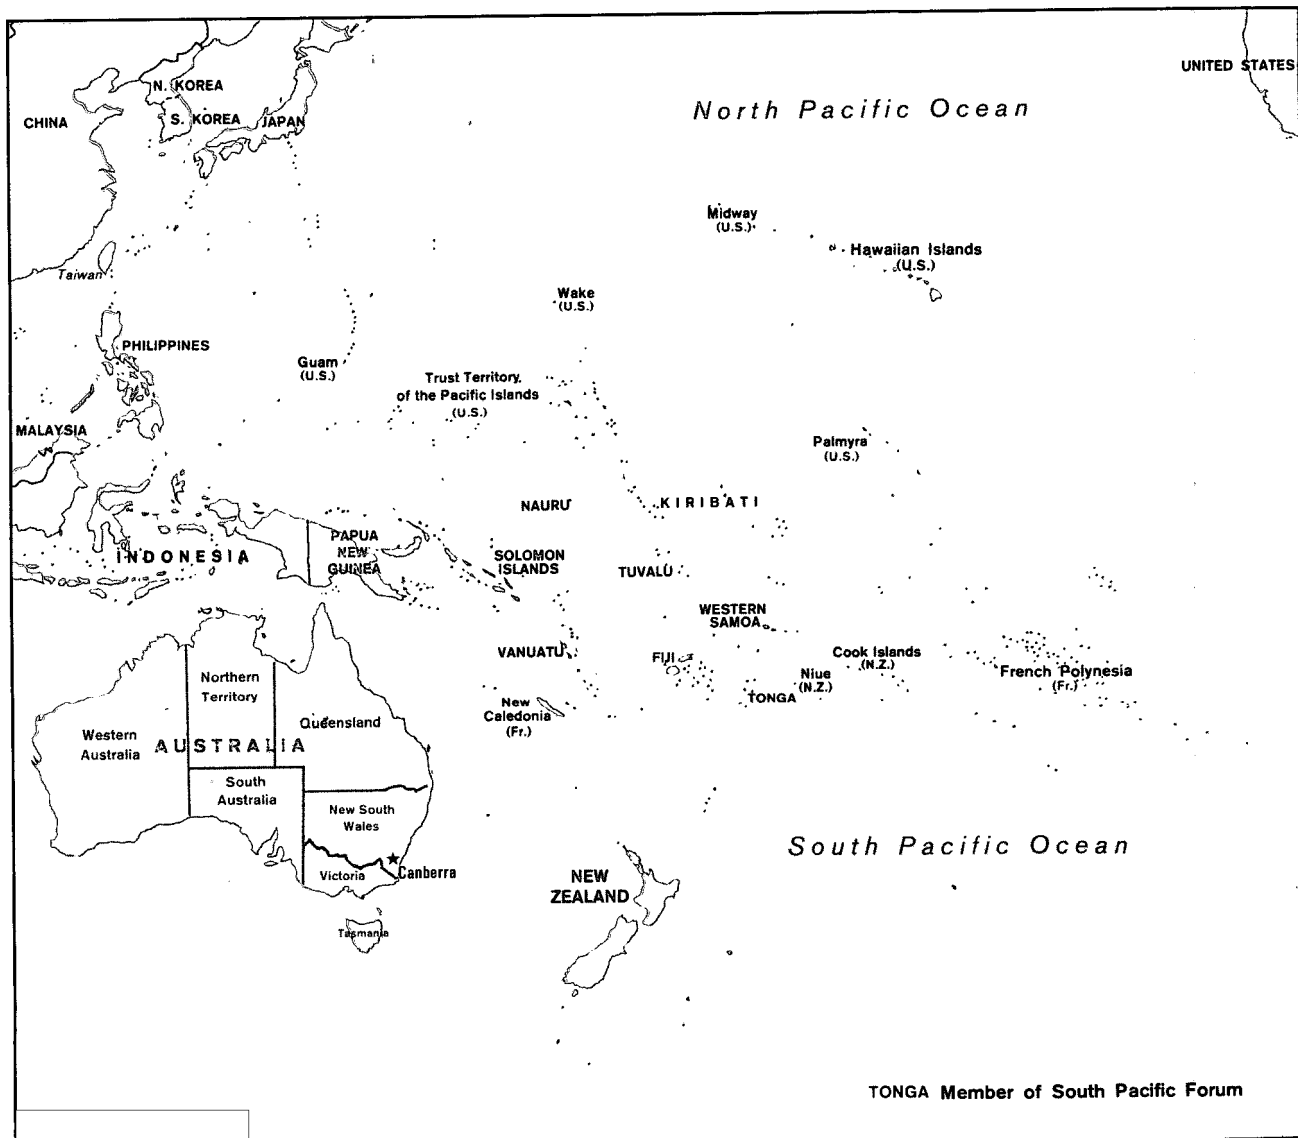 UNITED STATES
N. KOREA
North Pacific Ocean
CHINA
S. KOREA
JAPAN
Midway
(U.S.)
Hawaiian Islands
(U.S.)
Taiwan
Wake
(U.S.)
PHILIPPINES
Guam
(U.S.)
Trust Territory
of the Pacific Islands
(U.S.)
MALAYSIA
Palmyra
(U.S.)
NAURU
KIRIBATI
PAPUA
NEW
GUINEA
INDONESIA
SOLOMON
ISLANDS
TUVALU
WESTERN
SAMOA
VANUATU
FIJI
Cook Islands
(N.Z.)
Niue
(N.Z.)
French Polynesia
(Fr.)
TONGA
New
Caledonia
(Fr.)
Northern
Territory
Queensland
Western
Australia
AUSTRALIA
South
Australia
New South
Wales
South Pacific Ocean
Canberra
Victoria
NEW
ZEALAND
Tasmania
TONGA Member of South Pacific Forum